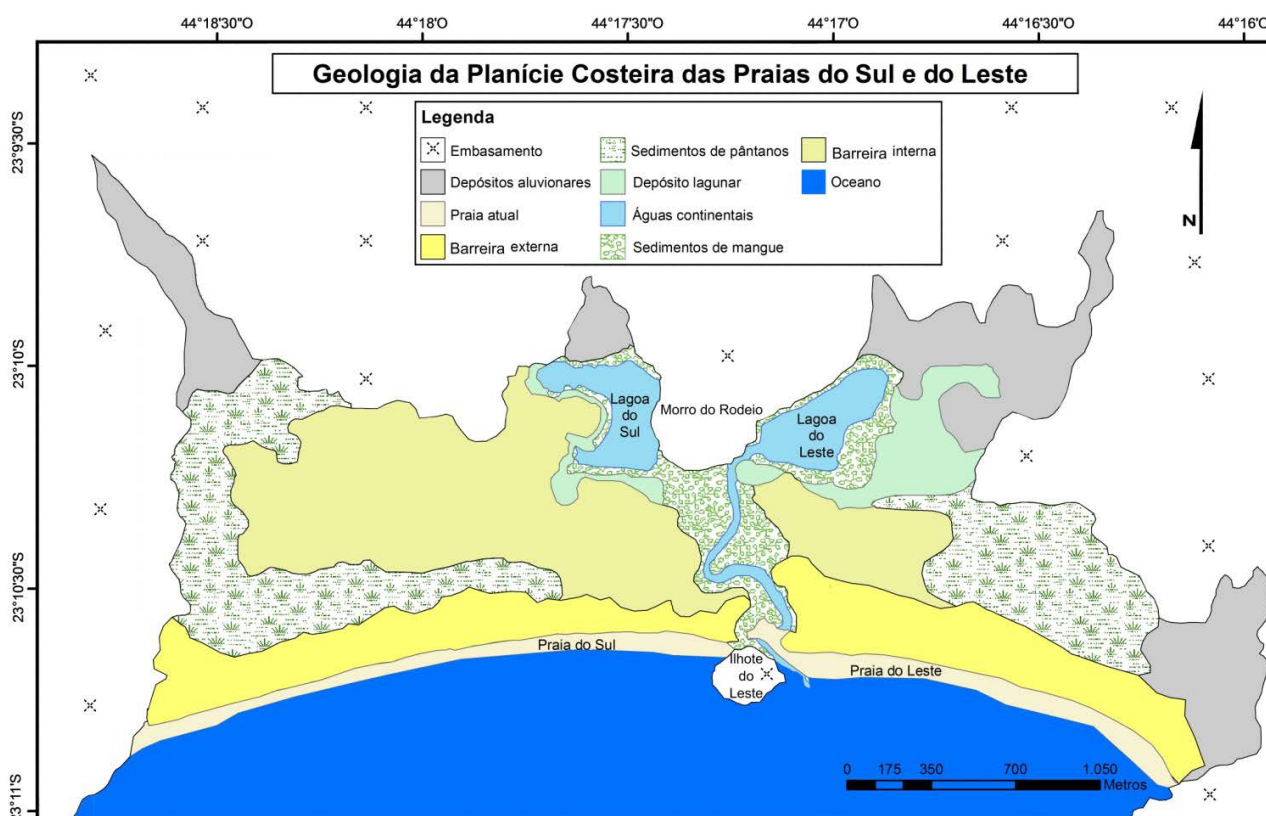 44°18'30"O 44°18'O 44°17'30"O 44°17'O 44°16'30"O 44°16'O
Geologia da Planície Costeira das Praias do Sul e do Leste
Legenda
Embasamento
Depósitos aluvionares
Praia atual
Barreira externa
Sedimentos de pântanos
Depósito lagunar
Águas continentais
Sedimentos de mangue
Barreira interna
Oceano
N
23°9'30"S
23°10'S
23°10'30"S
3°11'S
Lagoa
do
Sul
Morro do Rodeio
Lagoa
do
Leste
Praia do Sul
Ilhote
do
Leste
Praia do Leste
0 175 350 700 1.050
Metros